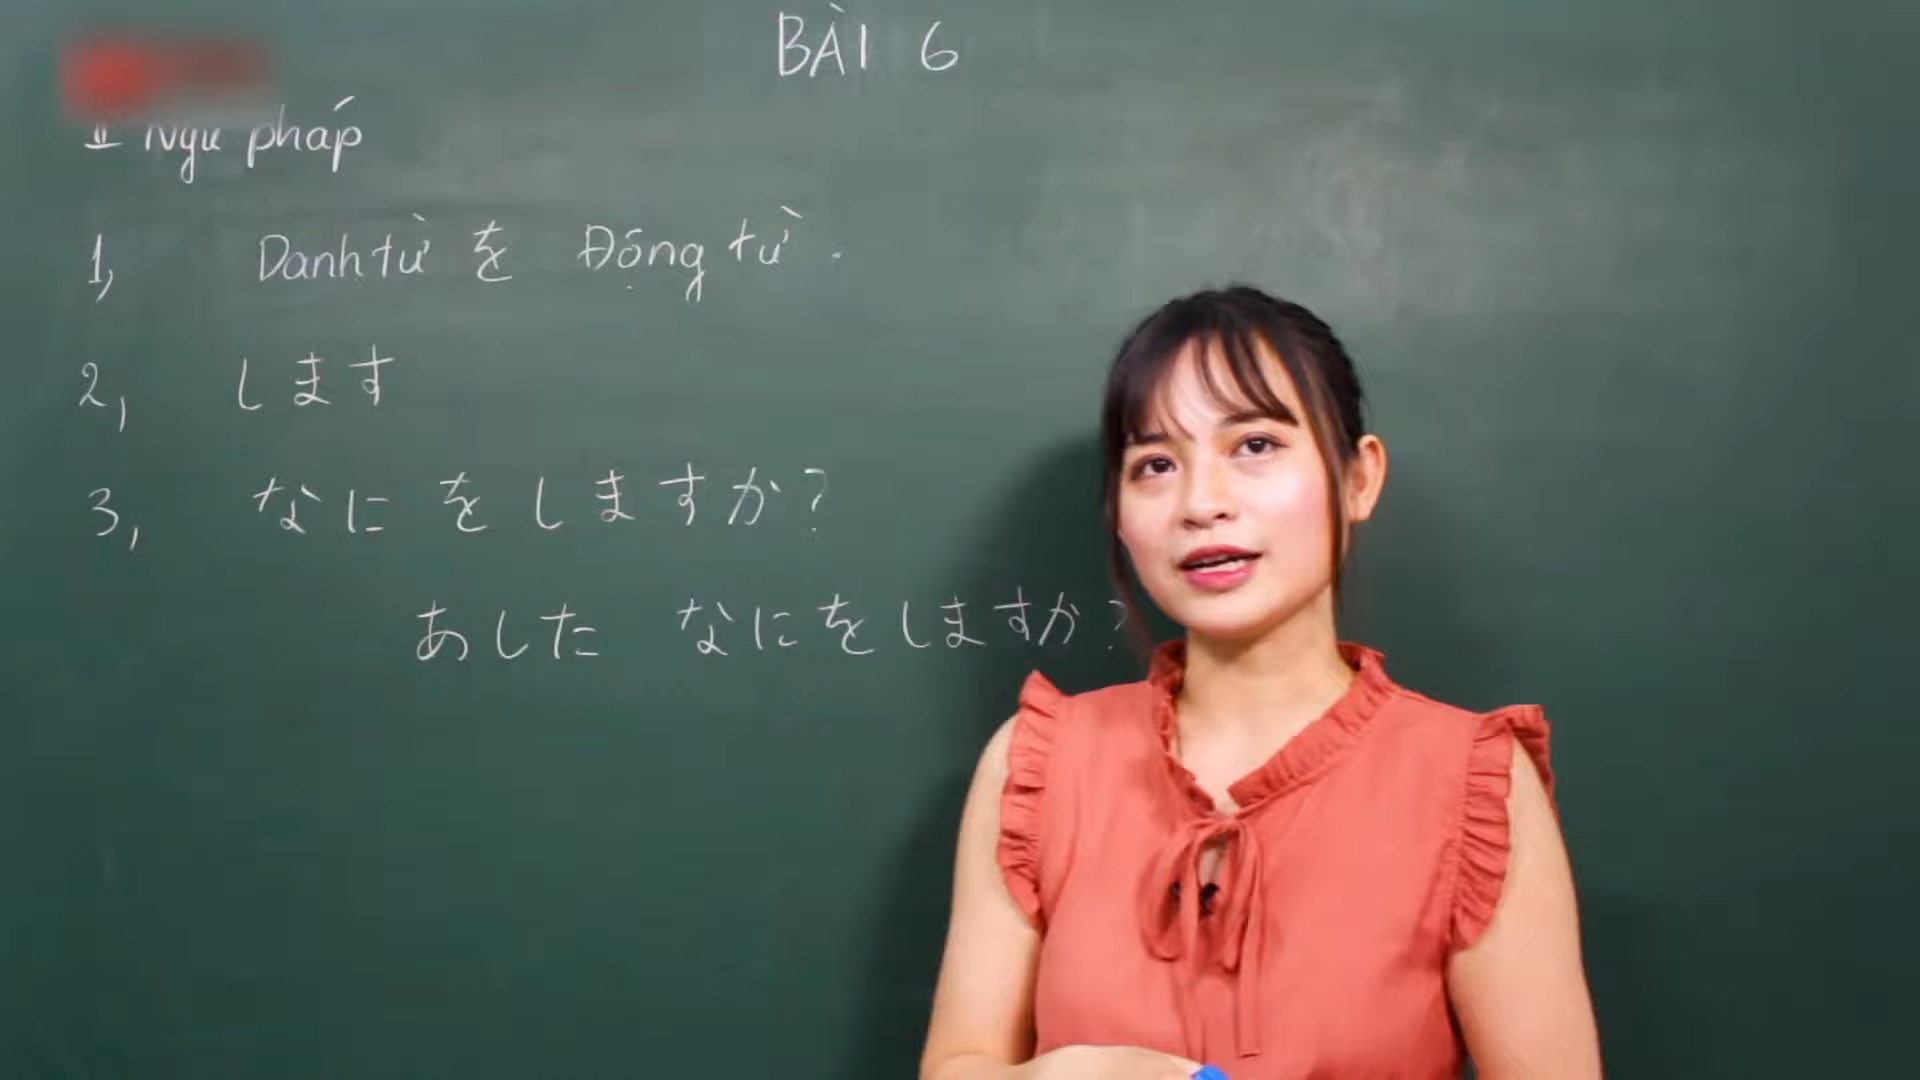 BÀI 6
II Ngữ pháp
1, Danh từ を Động từ.
2, します
3, なに をしますか?
あした なにをしますか?